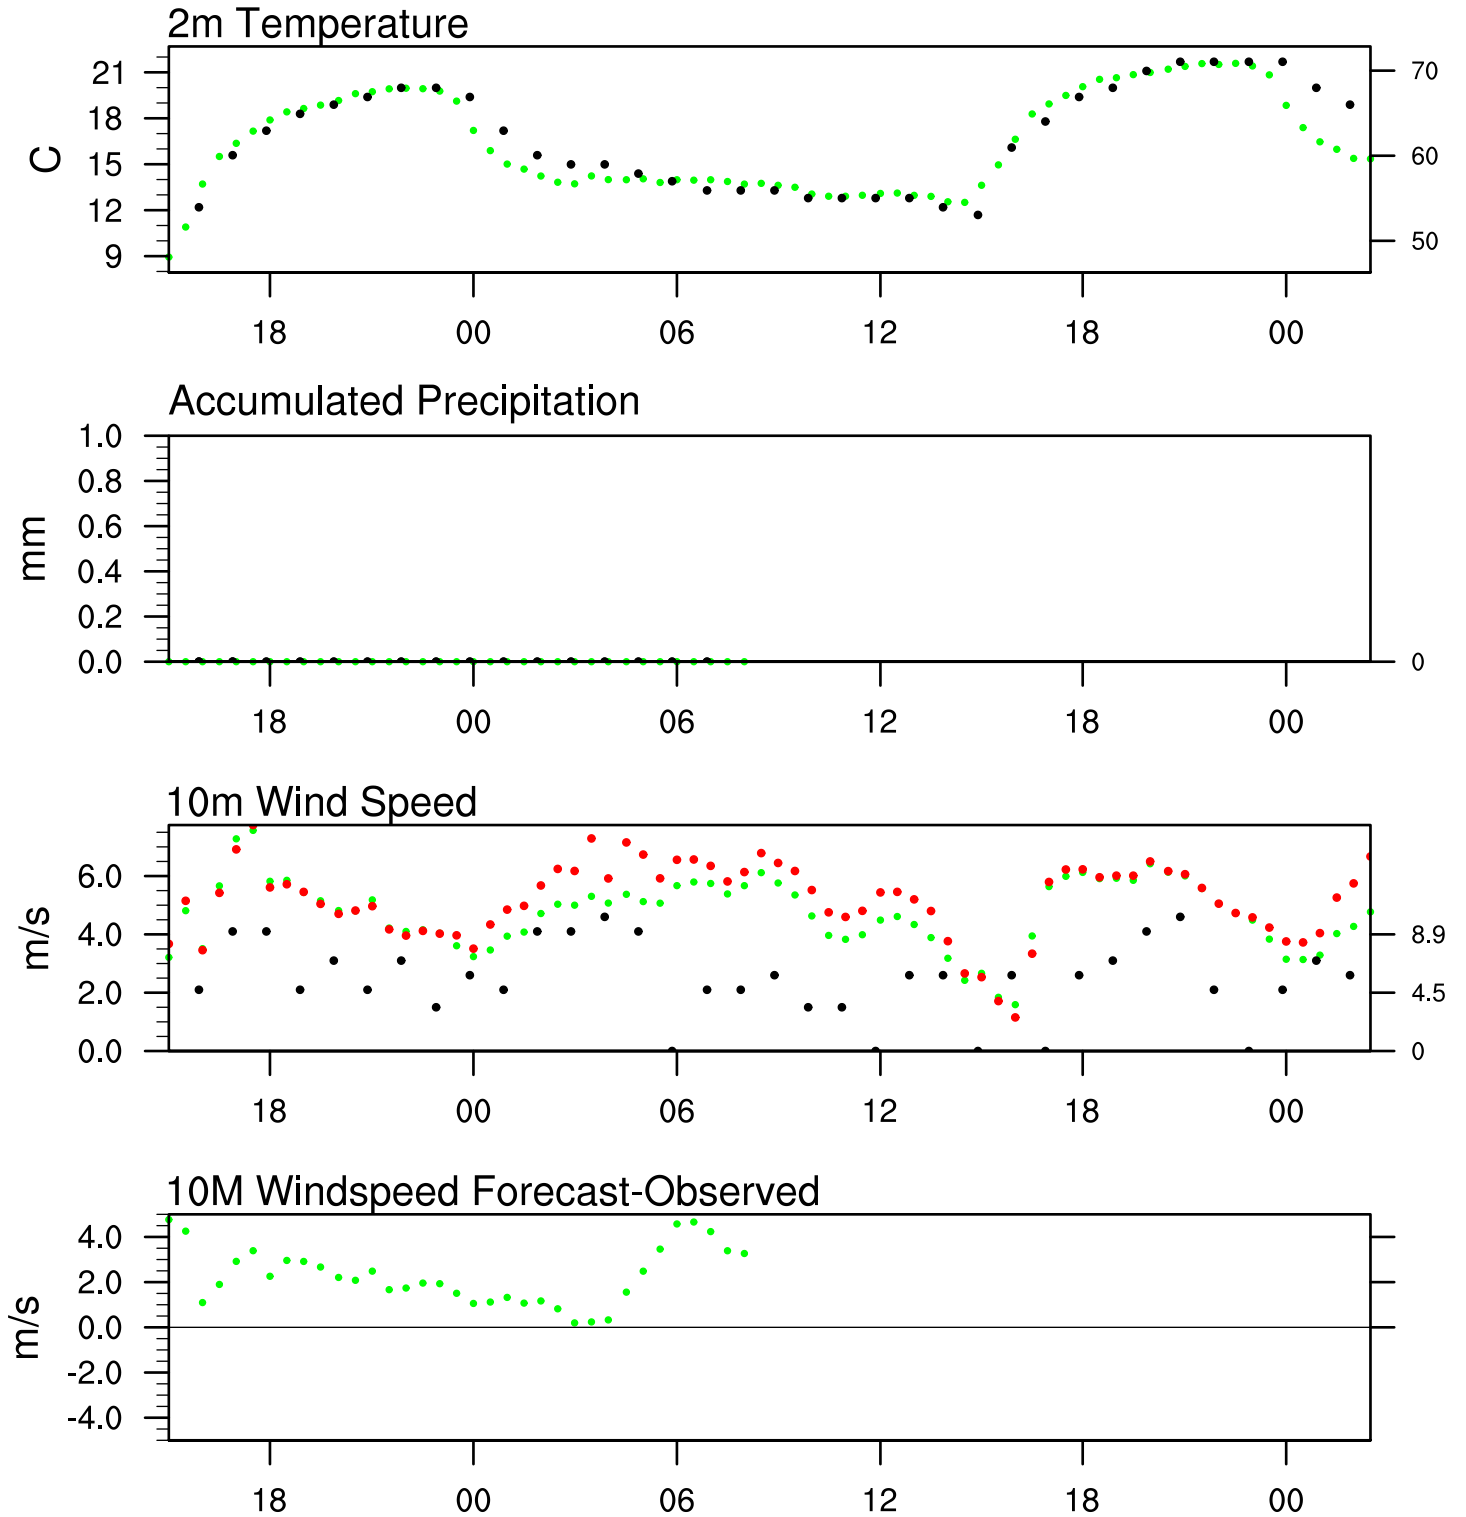 2m Temperature
21
18
15
12
9
C
70
60
50
18 00 06 12 18 00
Accumulated Precipitation
1.0
0.8
0.6
0.4
0.2
0.0
mm
0
18 00 06 12 18 00
10m Wind Speed
6.0
4.0
2.0
0.0
m/s
8.9
4.5
0
18 00 06 12 18 00
10M Windspeed Forecast-Observed
4.0
2.0
0.0
-2.0
-4.0
m/s
18 00 06 12 18 00